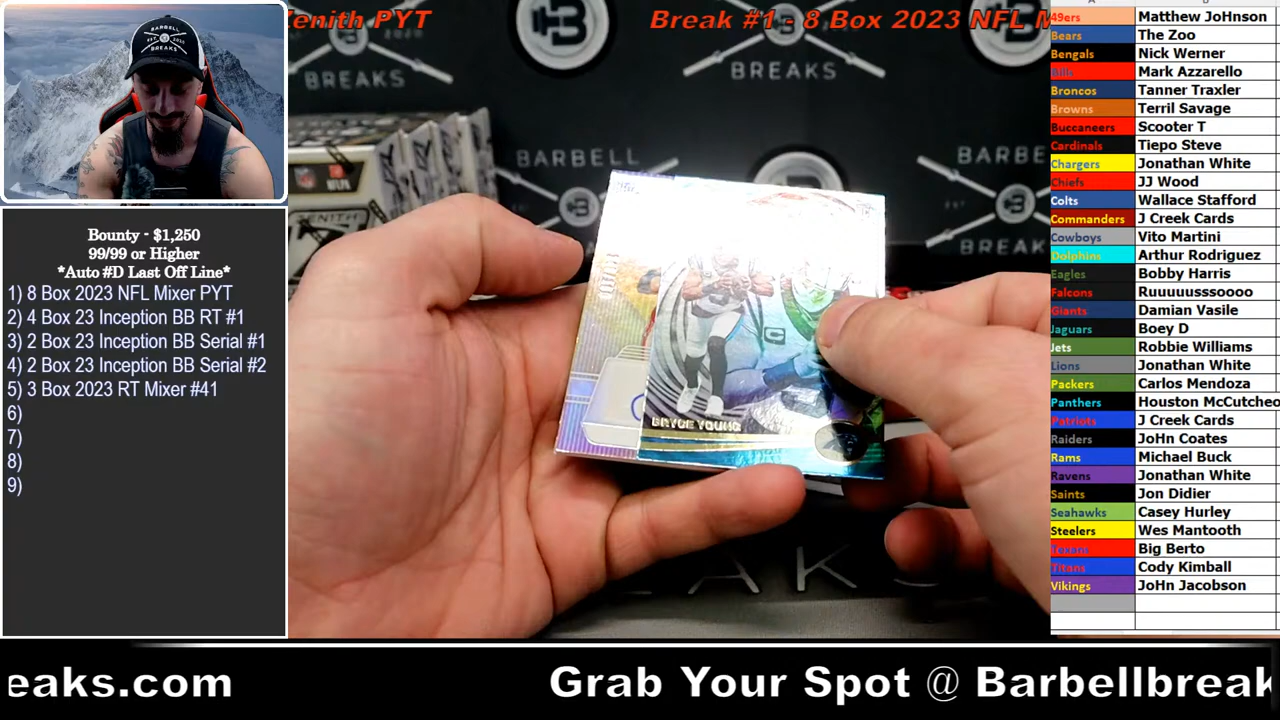 Zenith PYT
Break #1 - 8 Box 2023 NFL M
BARBELL
BREAKS
Bounty - $1,250
99/99 or Higher
*Auto #D Last Off Line*
1) 8 Box 2023 NFL Mixer PYT
2) 4 Box 23 Inception BB RT #1
3) 2 Box 23 Inception BB Serial #1
4) 2 Box 23 Inception BB Serial #2
5) 3 Box 2023 RT Mixer #41
6)
7)
8)
9)
BREAKS
BREAKS
BARBELL
BARB
BREA
ZENITH
BRYCE YOUNG
49ers Matthew JoHnson
Bears The Zoo
Bengals Nick Werner
Bills Mark Azzarello
Broncos Tanner Traxler
Browns Terril Savage
Buccaneers Scooter T
Cardinals Tiepo Steve
Chargers Jonathan White
Chiefs JJ Wood
Colts Wallace Stafford
Commanders J Creek Cards
Cowboys Vito Martini
Dolphins Arthur Rodriguez
Eagles Bobby Harris
Falcons Ruuuuusssoooo
Giants Damian Vasile
Jaguars Boey D
Jets Robbie Williams
Lions Jonathan White
Packers Carlos Mendoza
Panthers Houston McCutcheo
Patriots J Creek Cards
Raiders JoHn Coates
Rams Michael Buck
Ravens Jonathan White
Saints Jon Didier
Seahawks Casey Hurley
Steelers Wes Mantooth
Texans Big Berto
Titans Cody Kimball
Vikings JoHn Jacobson
eaks.com
Grab Your Spot @ Barbellbreak